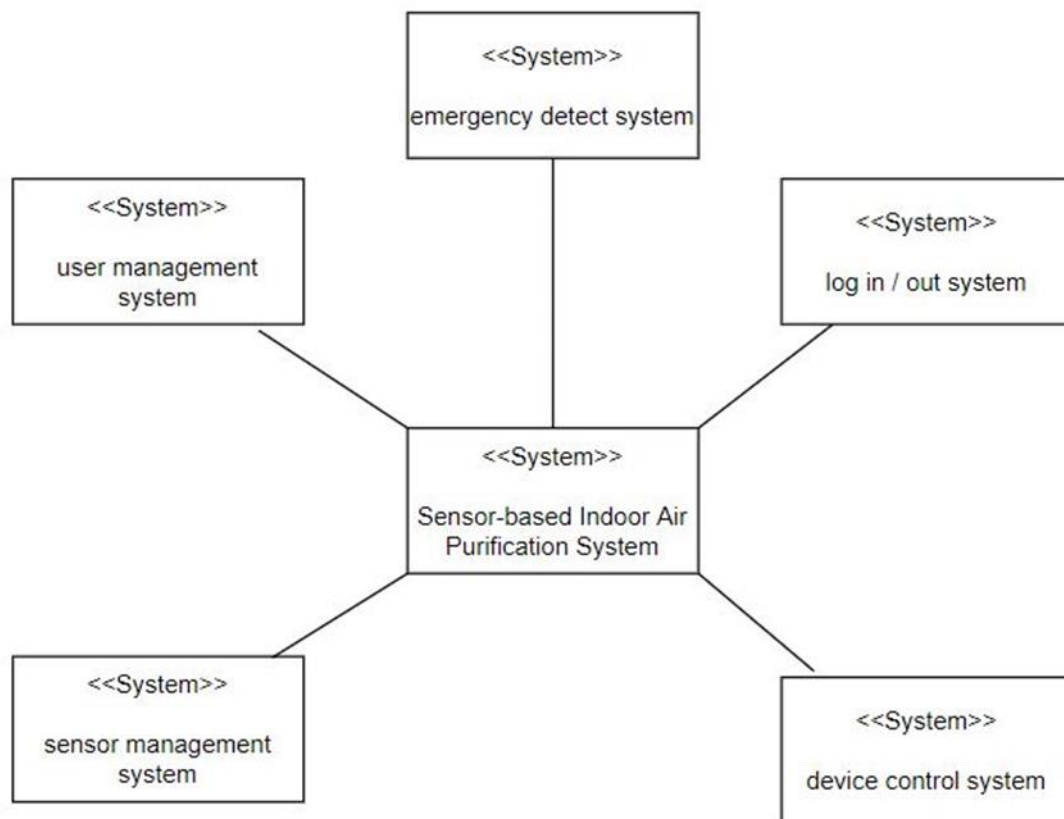 <<System>>
emergency detect system
<<System>>
user management
system
<<System>>
log in / out system
<<System>>
Sensor-based Indoor Air
Purification System
<<System>>
sensor management
system
<<System>>
device control system